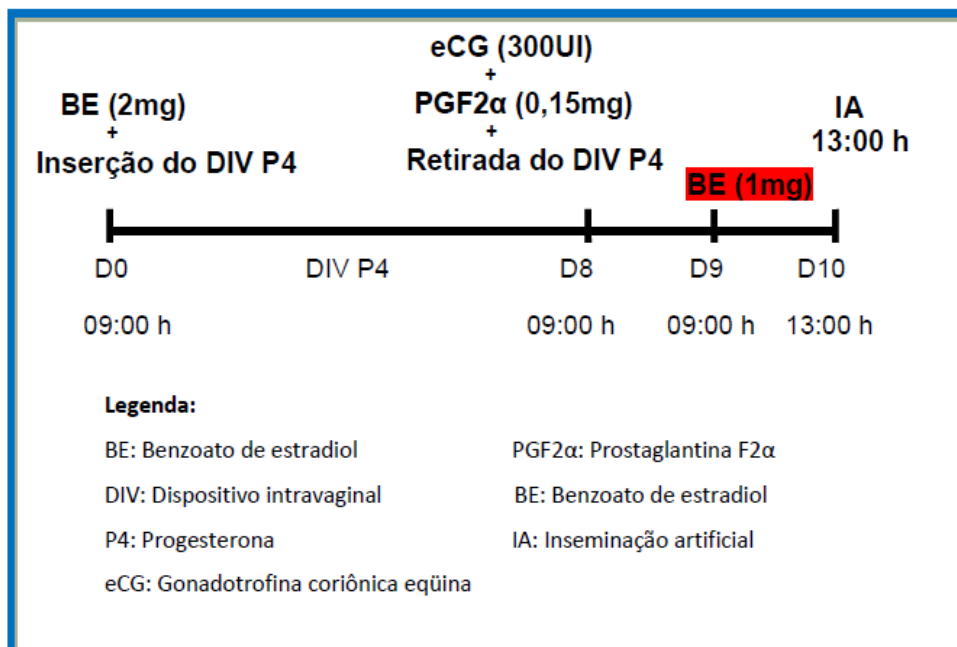 eCG (300UI)
+
PGF2α (0,15mg)
+
Retirada do DIV P4
BE (2mg)
+
Inserção do DIV P4
IA
13:00 h
BE (1mg)
D0 DIV P4 D8 D9 D10
09:00 h 09:00 h 09:00 h 13:00 h
Legenda:
BE: Benzoato de estradiol PGF2α: Prostaglantina F2α
DIV: Dispositivo intravaginal BE: Benzoato de estradiol
P4: Progesterona IA: Inseminação artificial
eCG: Gonadotrofina coriônica eqüina